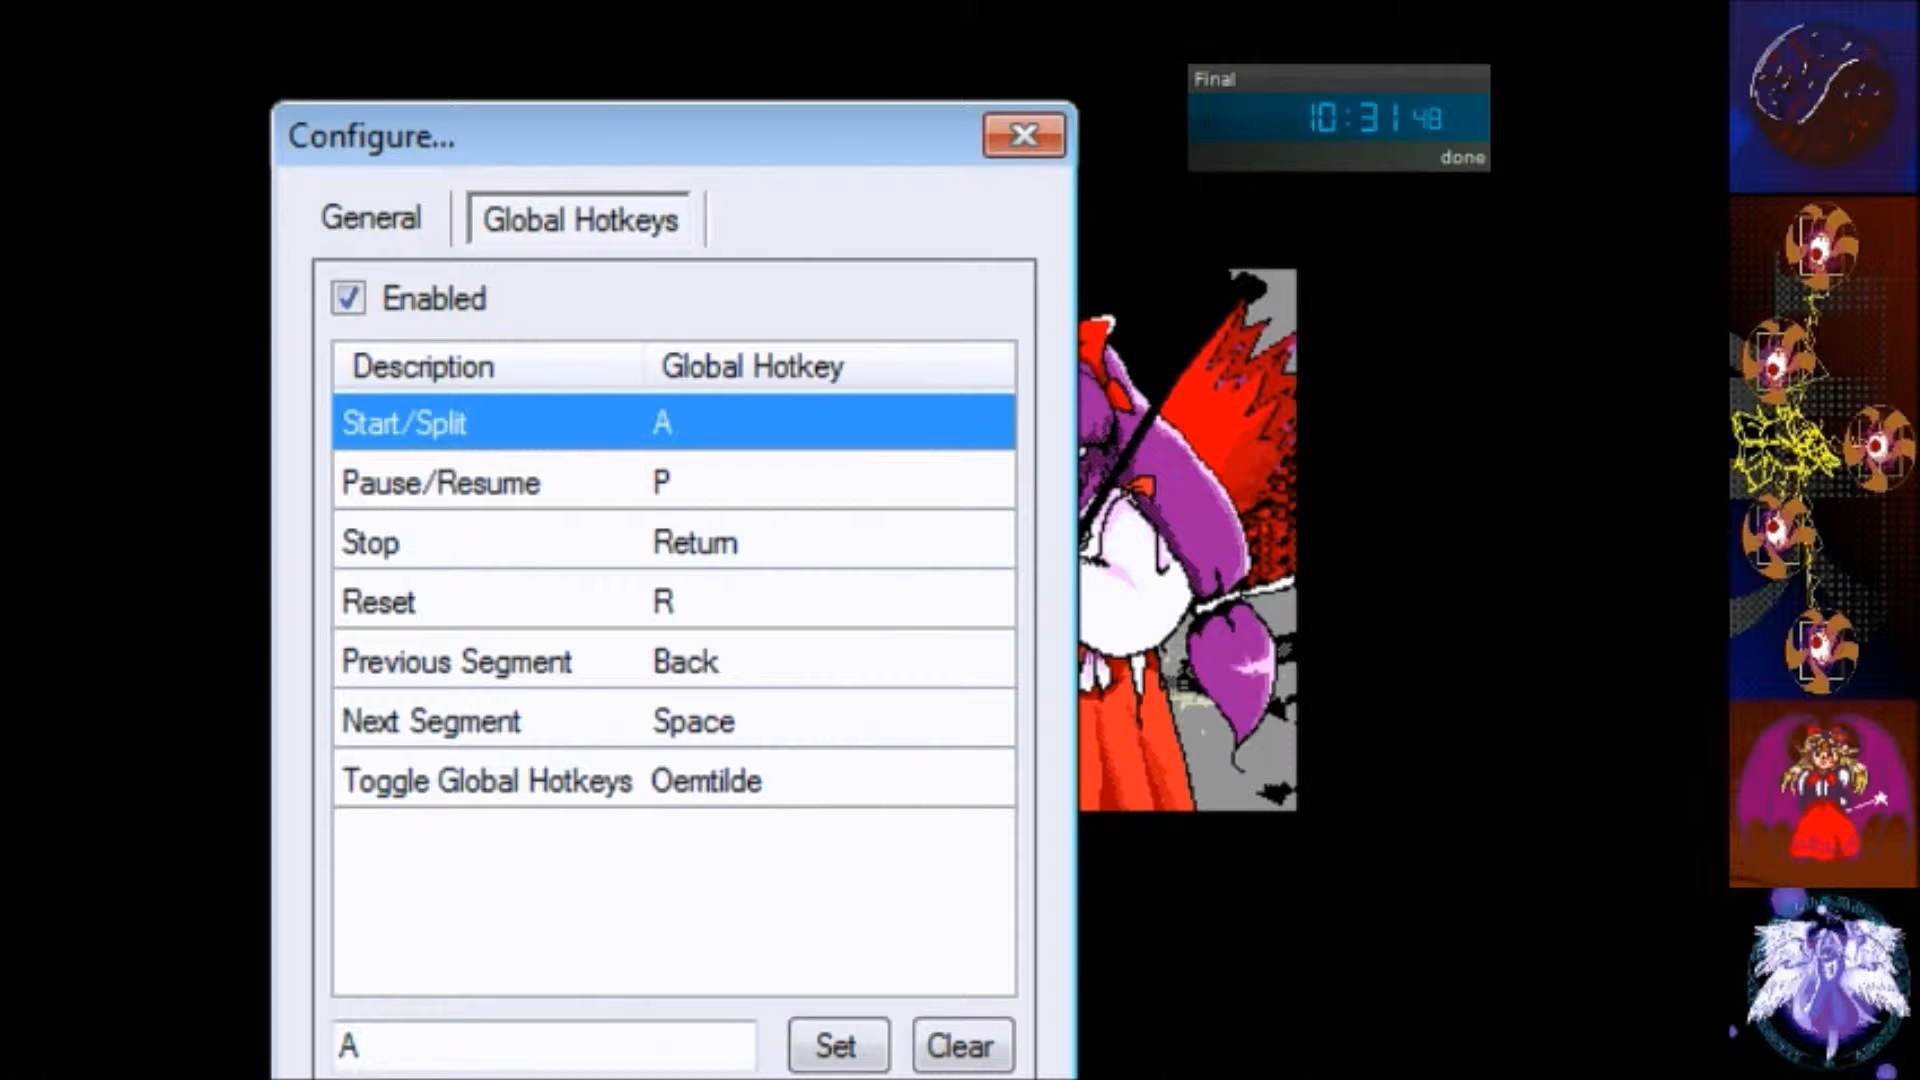 Final
10:31 48
done
Configure...
General Global Hotkeys
Enabled
Description Global Hotkey
Start/Split A
Pause/Resume P
Stop Return
Reset R
Previous Segment Back
Next Segment Space
Toggle Global Hotkeys Oemtilde
A Set Clear